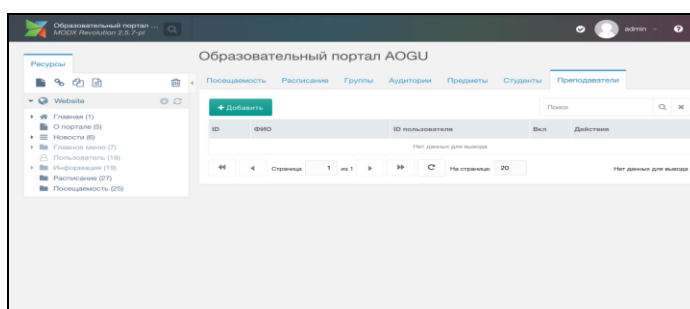 Образовательный портал ...
MODX Revolution 2.5.7-pl
admin
Ресурсы
Образовательный портал AOGU
Посещаемость Расписание Группы Аудитории Предметы Студенты Преподаватели
Website
Добавить
Поиск
Главная (1)
О портале (5)
Новости (6)
Главное меню (7)
Пользователь (18)
Информация (19)
Расписание (27)
Посещаемость (25)
ID ФИО ID пользователя Вкл Действия
Нет данных для вывода
Страница 1 из 1 На странице: 20 Нет данных для вывода